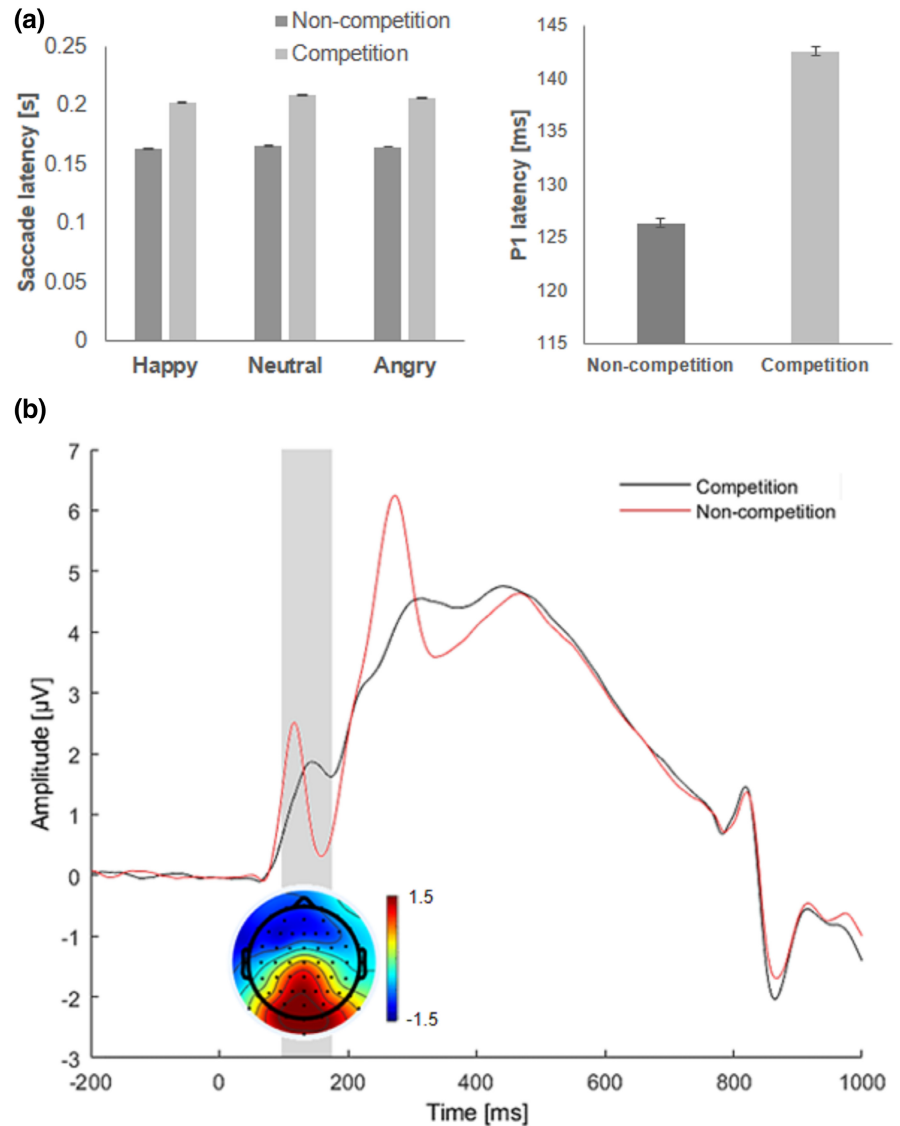 (a)
Non-competition
Competition
Saccade latency [s]
0.25
0.2
0.15
0.1
0.05
0
Happy Neutral Angry
P1 latency [ms]
145
143
141
139
135
130
125
120
115
Non-competition Competition
(b)
Competition
Non-competition
Amplitude [µV]
7
6
5
4
3
2
1
0
-1
-2
-3
1.5
-1.5
-200 0 200 400 600 800 1000
Time [ms]